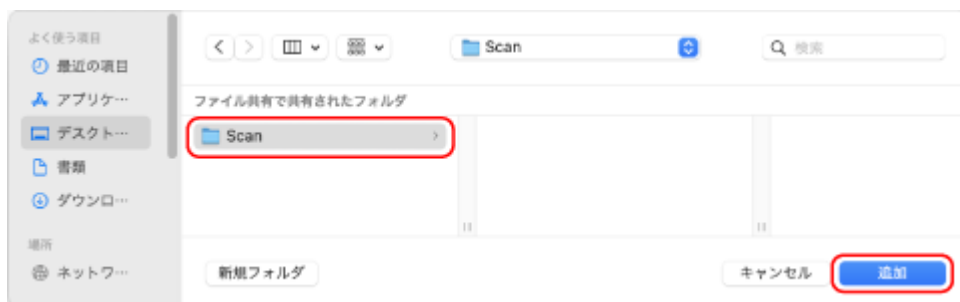 よく使う項目
最近の項目
アプリケ…
デスクト…
書類
ダウンロ…
場所
ネットワ…
Scan
検索
ファイル共有で共有されたフォルダ
Scan
新規フォルダ
キャンセル
追加